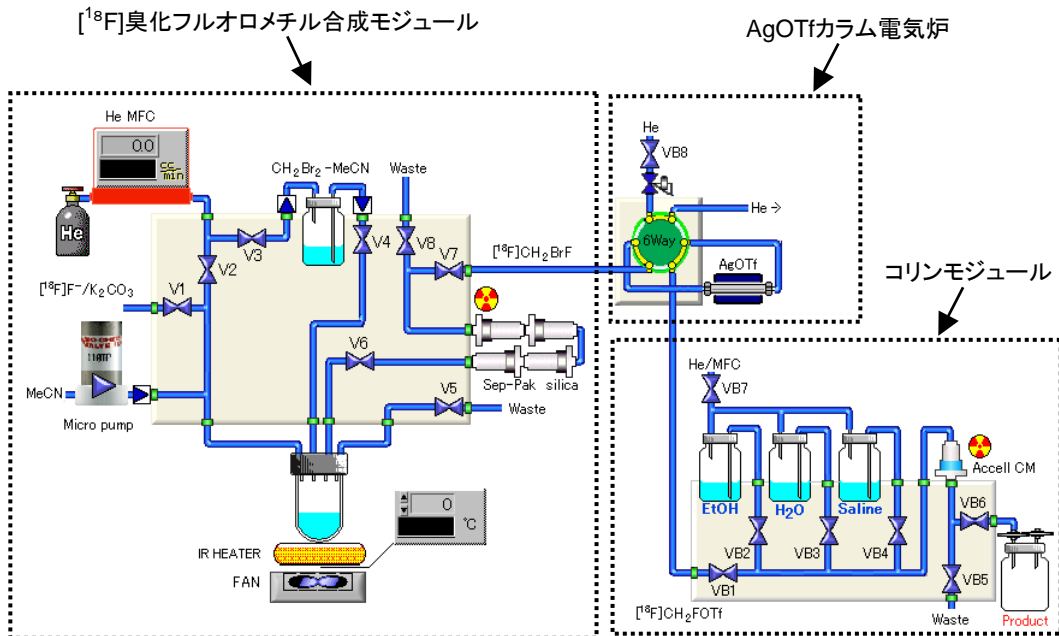 [¹⁸F]臭化フルオロメチル合成モジュール
AgOTfカラム電気炉
コリンモジュール
He MFC
0.0
cc
min
He
CH₂Br₂-MeCN
Waste
V3
V4
V8
V7
V2
[¹⁸F]F⁻/K₂CO₃
V1
V6
Sep-Pak silica
MeCN
Micro pump
V5
Waste
0
℃
IR HEATER
FAN
He
VB8
He→
6Way
[¹⁸F]CH₂BrF
AgOTf
He/MFC
VB7
Accell CM
EtOH
H₂O
Saline
VB6
VB2
VB3
VB4
VB1
VB5
[¹⁸F]CH₂FOTf
Waste
Product